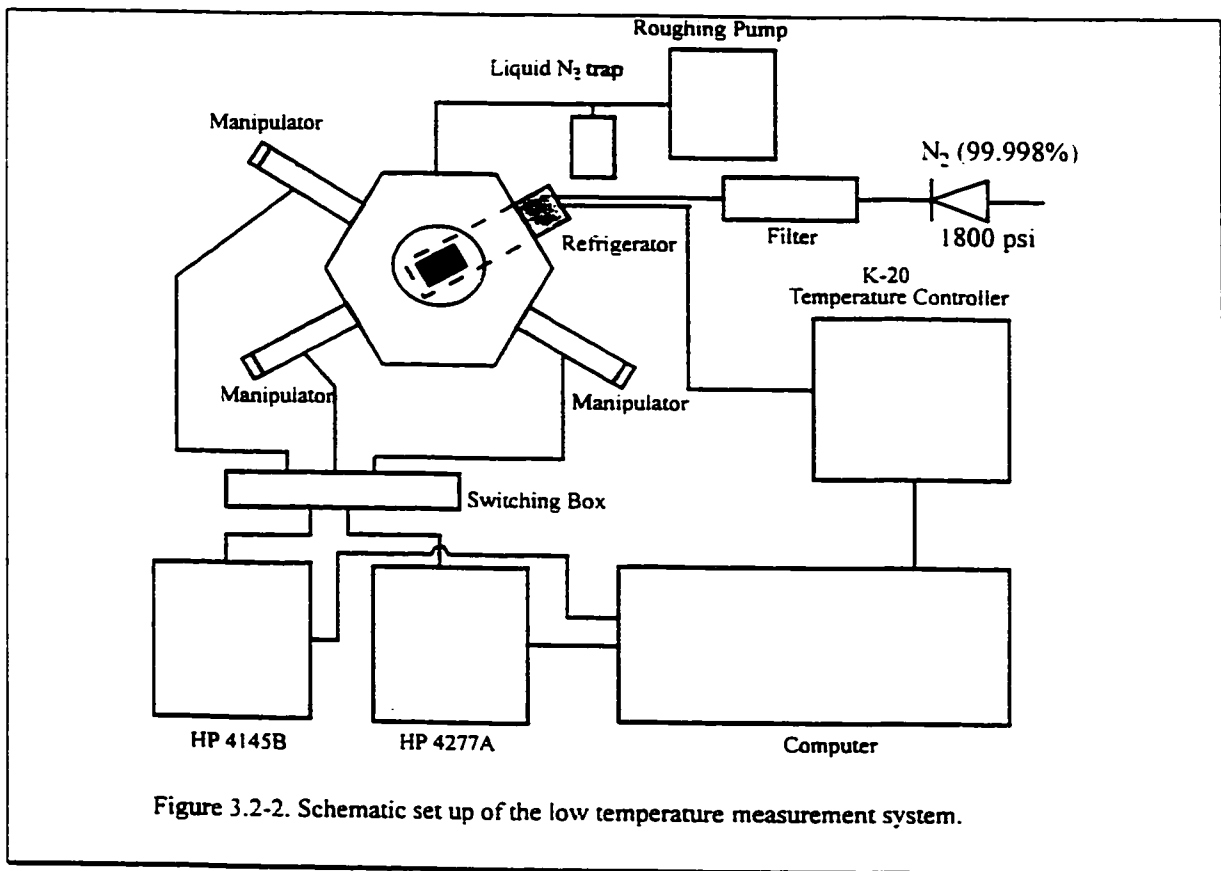 Roughing Pump
Liquid N₂ trap
Manipulator
N₂ (99.998%)
Refrigerator
Filter
1800 psi
K-20
Temperature Controller
Manipulator
Manipulator
Switching Box
HP 4145B
HP 4277A
Computer
Figure 3.2-2. Schematic set up of the low temperature measurement system.